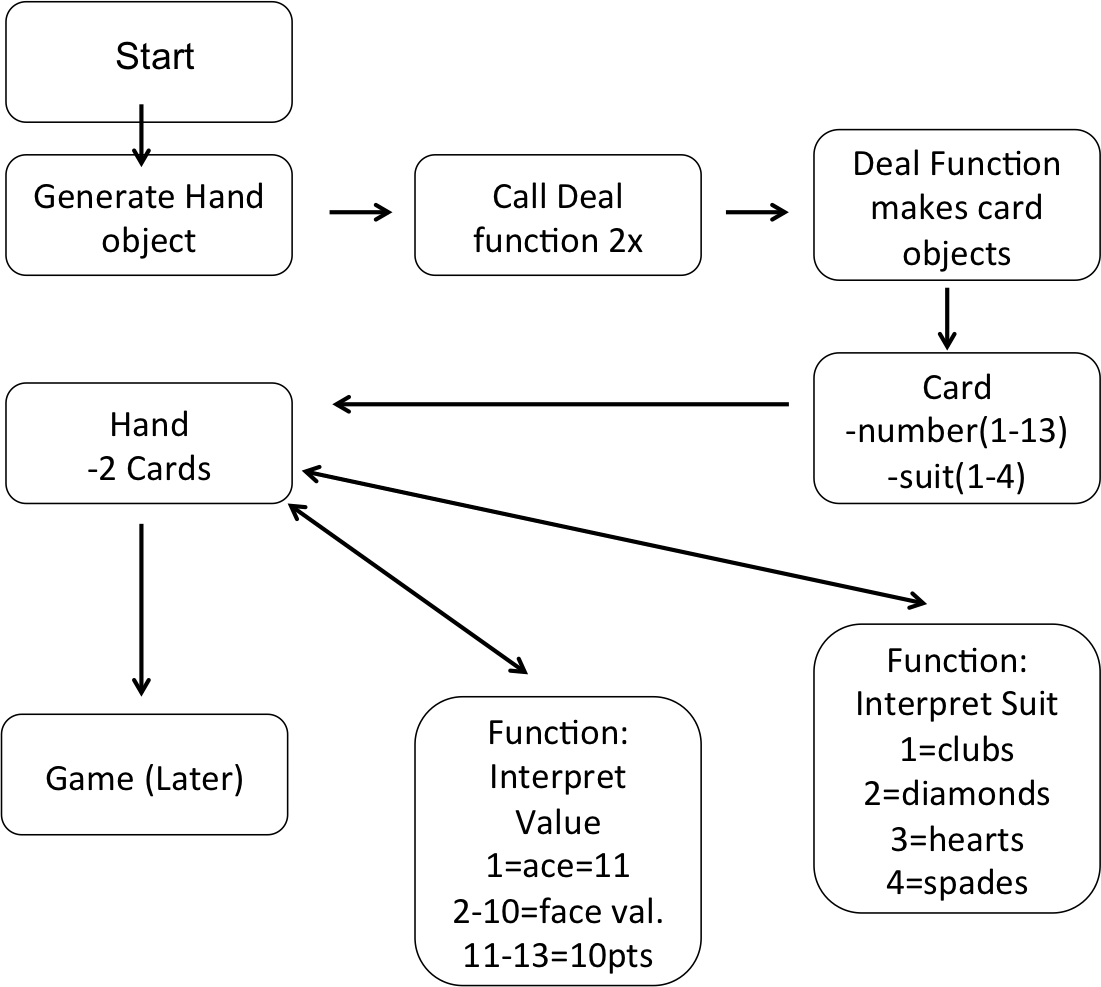 Start
Generate Hand
object
Call Deal
function 2x
Deal Function
makes card
objects
Card
-number(1-13)
-suit(1-4)
Hand
-2 Cards
Game (Later)
Function:
Interpret
Value
1=ace=11
2-10=face val.
11-13=10pts
Function:
Interpret Suit
1=clubs
2=diamonds
3=hearts
4=spades